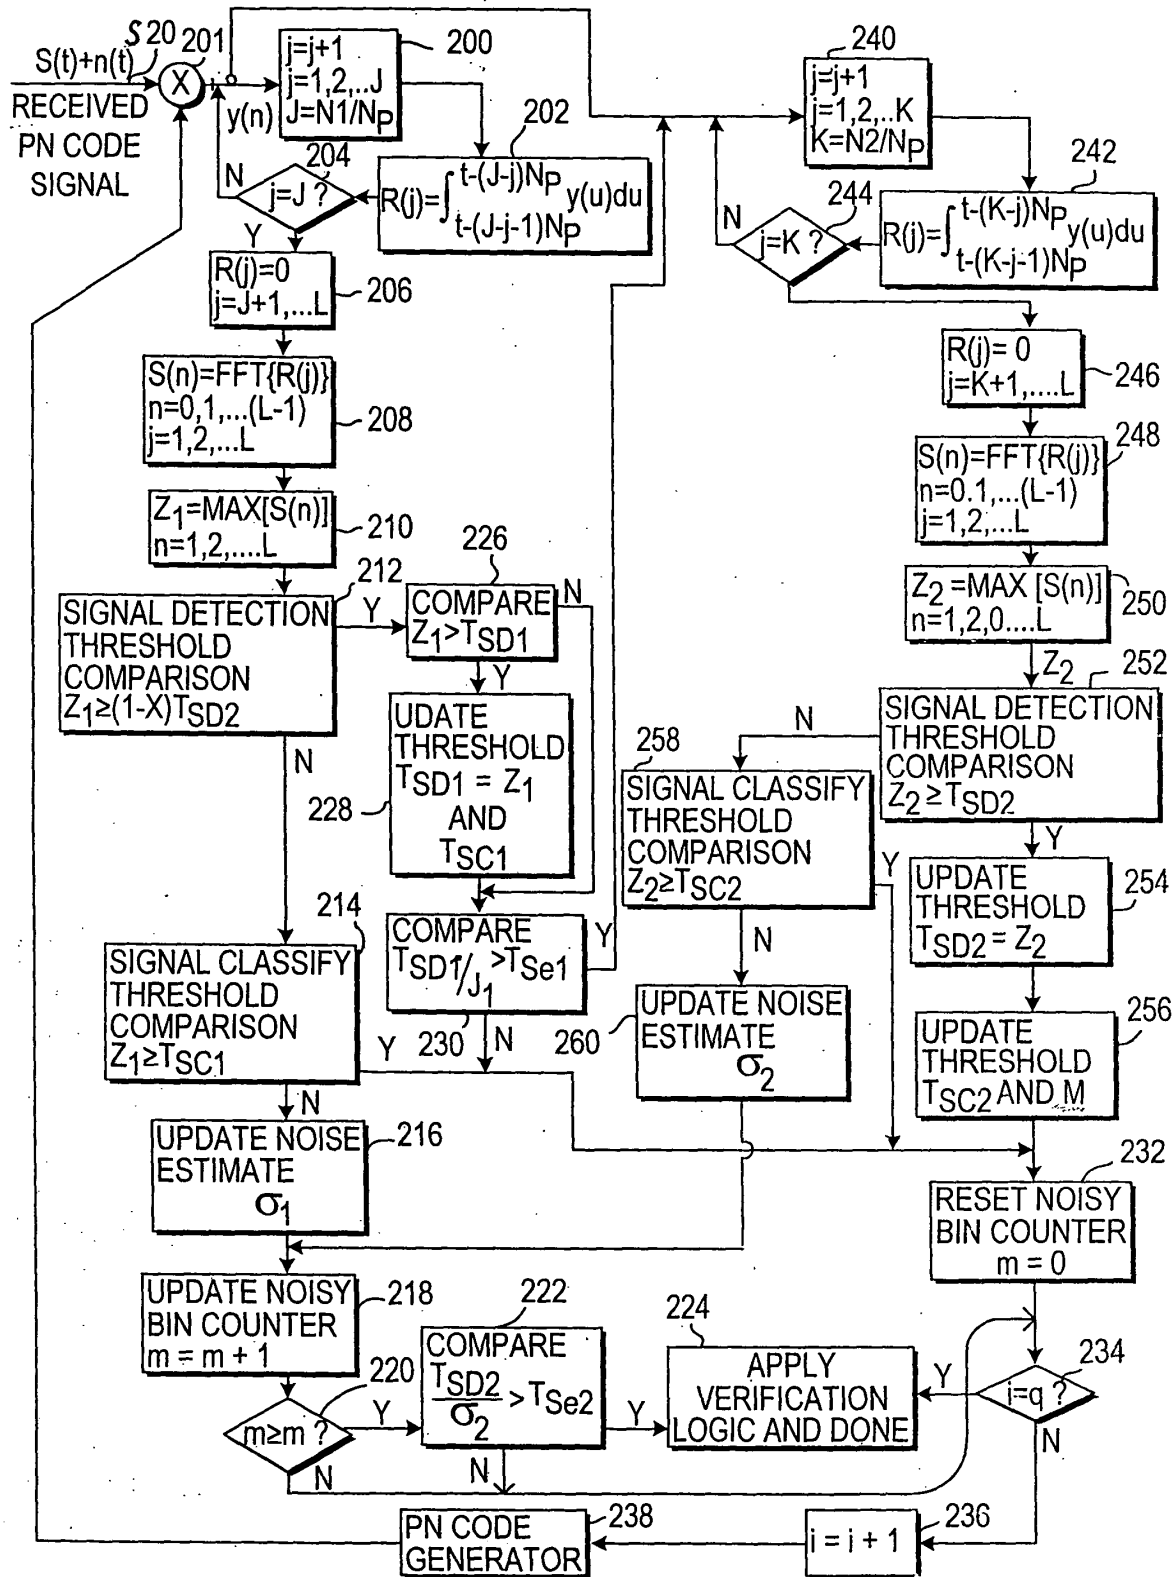 S20
201
S(t)+n(t)
X
RECEIVED
PN CODE
SIGNAL
y(n)
200
j=j+1
j=1,2,..J
J=N1/NP
202
R(j)=∫ t-(J-j)NP y(u)du
t-(J-j-1)NP
204
j=J ?
N
Y
R(j)=0
j=J+1,...L
206
S(n)=FFT{R(j)}
n=0,1,...(L-1)
j=1,2,...L
208
Z1=MAX[S(n)]
n=1,2,....L
210
212
SIGNAL DETECTION
THRESHOLD
COMPARISON
Z1≥(1-X)TSD2
Y
N
226
COMPARE
Z1>TSD1
N
Y
UDATE
THRESHOLD
TSD1 = Z1
AND
TSC1
228
COMPARE
TSD1/J1 >TSe1
Y
230
N
214
SIGNAL CLASSIFY
THRESHOLD
COMPARISON
Z1≥TSC1
Y
N
UPDATE NOISE
ESTIMATE
σ1
216
UPDATE NOISY
BIN COUNTER
m = m + 1
218
220
m≥m ?
Y
N
222
COMPARE
TSD2
σ2
> TSe2
Y
N
224
APPLY
VERIFICATION
LOGIC AND DONE
240
j=j+1
j=1,2,..K
K=N2/NP
242
R(j)=∫ t-(K-j)NP y(u)du
t-(K-j-1)NP
244
j=K ?
N
R(j)= 0
j=K+1,....L
246
248
S(n)=FFT{R(j)}
n=0.1,...(L-1)
j=1,2,...L
Z2 =MAX [S(n)]
n=1,2,0....L
250
Z2
252
SIGNAL DETECTION
THRESHOLD
COMPARISON
Z2 ≥TSD2
N
Y
258
SIGNAL CLASSIFY
THRESHOLD
COMPARISON
Z2≥TSC2
Y
N
UPDATE
THRESHOLD
TSD2 = Z2
254
UPDATE
THRESHOLD
TSC2 AND M
256
UPDATE NOISE
ESTIMATE
σ2
260
232
RESET NOISY
BIN COUNTER
m = 0
234
i=q ?
Y
N
i = i + 1
236
PN CODE
GENERATOR
238